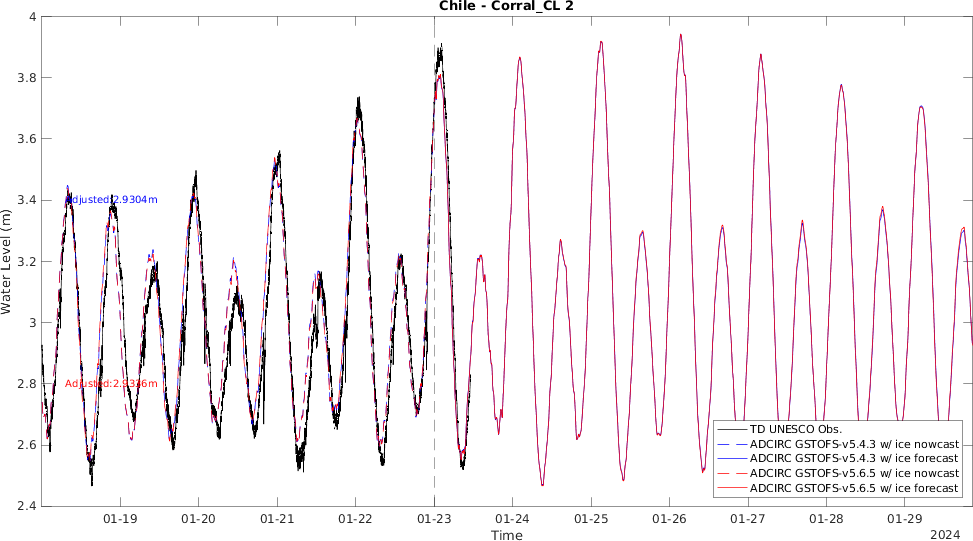 Chile - Corral_CL 2
Water Level (m)
4
3.8
3.6
3.4
3.2
3
2.8
2.6
2.4
Adjusted:2.9304m
Adjusted:2.9336m
TD UNESCO Obs.
ADCIRC GSTOFS-v5.4.3 w/ ice nowcast
ADCIRC GSTOFS-v5.4.3 w/ ice forecast
ADCIRC GSTOFS-v5.6.5 w/ ice nowcast
ADCIRC GSTOFS-v5.6.5 w/ ice forecast
01-19 01-20 01-21 01-22 01-23 01-24 01-25 01-26 01-27 01-28 01-29
Time
2024